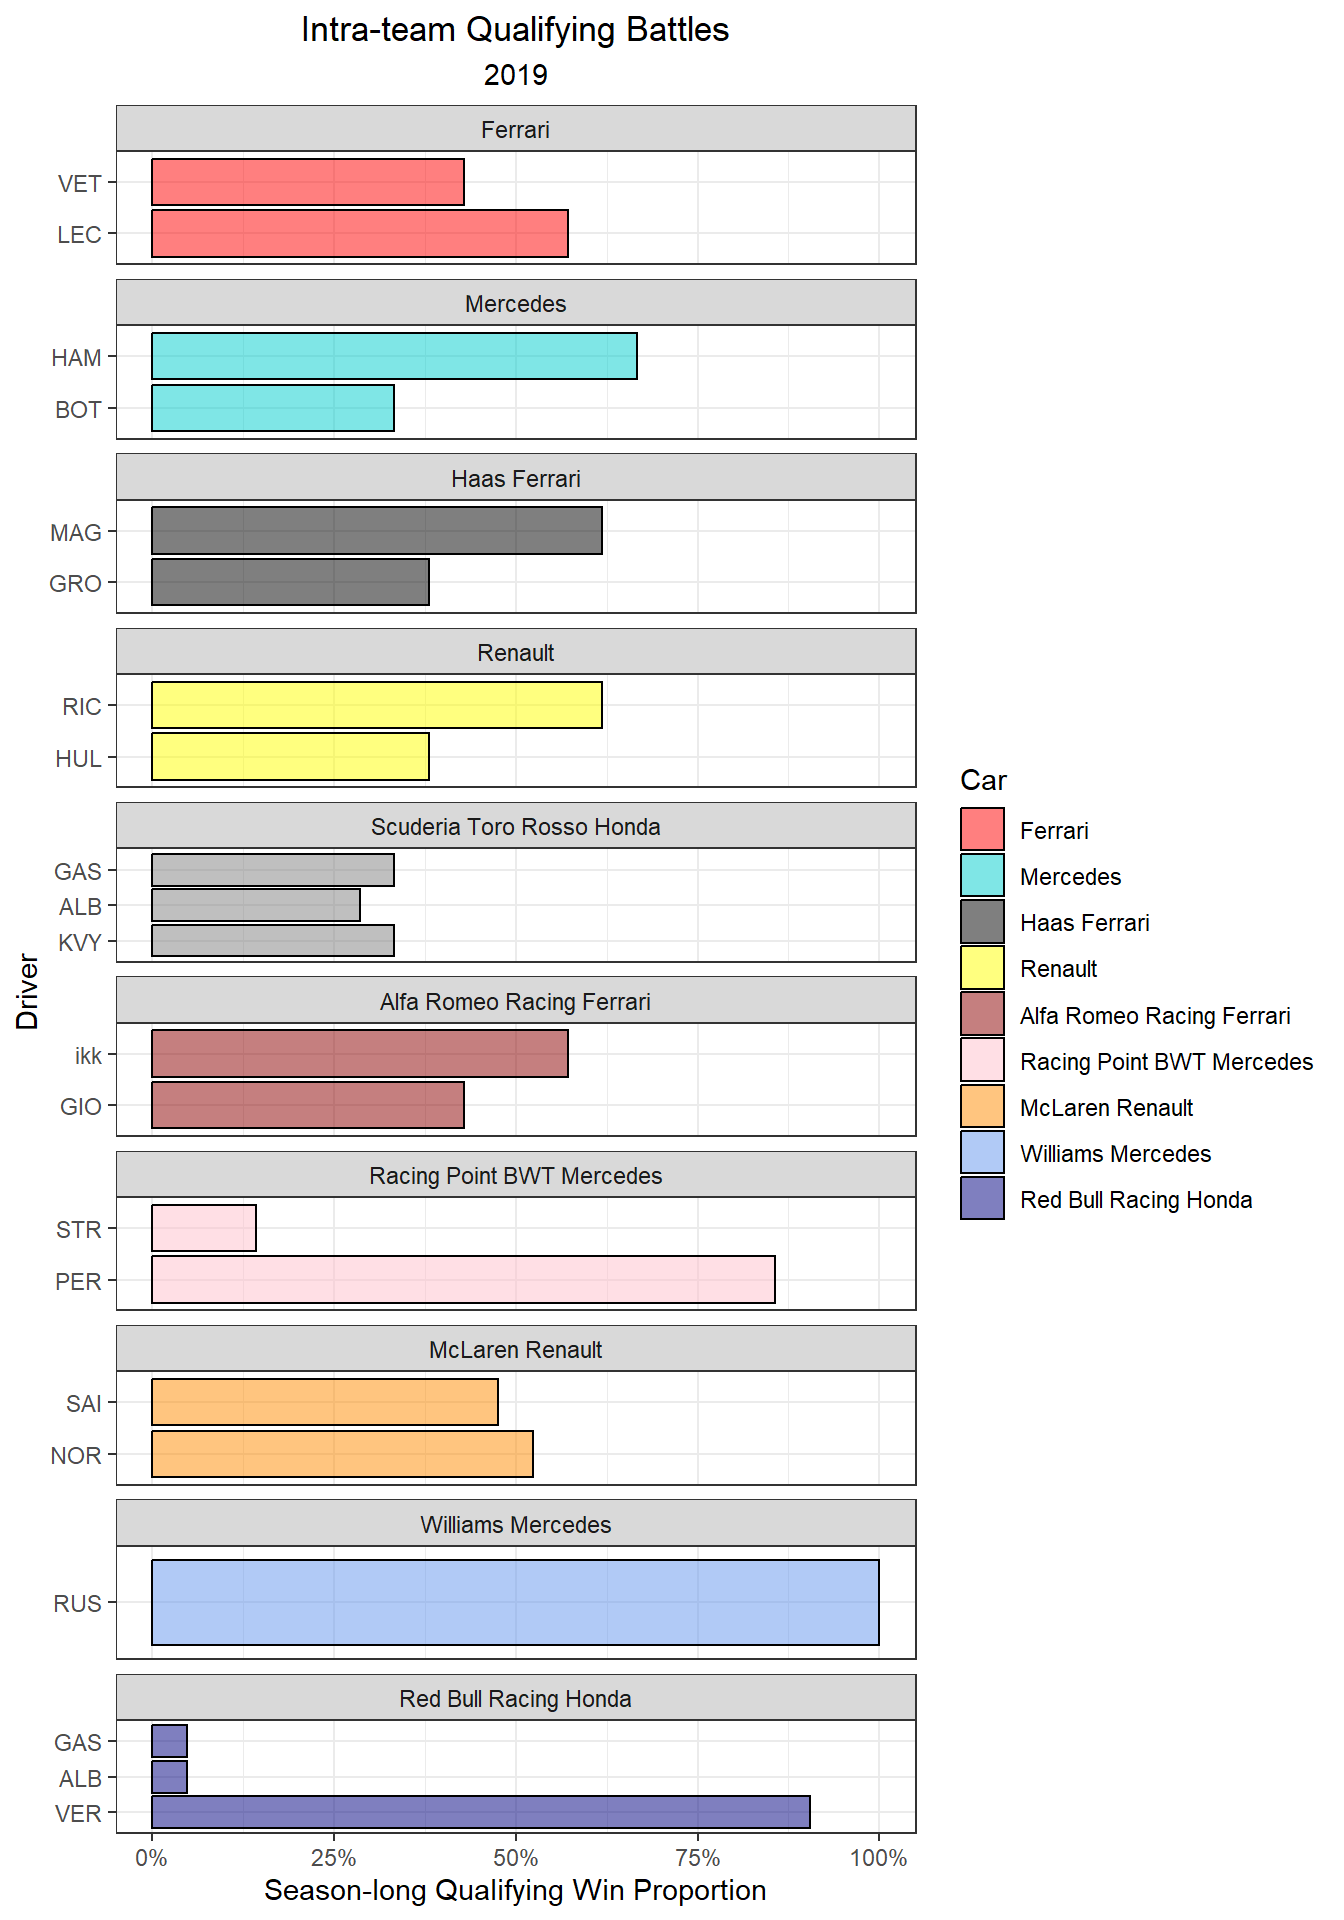 Intra-team Qualifying Battles
2019
Ferrari
VET
LEC
Mercedes
HAM
BOT
Haas Ferrari
MAG
GRO
Renault
RIC
HUL
Scuderia Toro Rosso Honda
GAS
ALB
KVY
Alfa Romeo Racing Ferrari
ikk
GIO
Racing Point BWT Mercedes
STR
PER
McLaren Renault
SAI
NOR
Williams Mercedes
RUS
Red Bull Racing Honda
GAS
ALB
VER
0% 25% 50% 75% 100%
Season-long Qualifying Win Proportion
Driver
Car
Ferrari
Mercedes
Haas Ferrari
Renault
Alfa Romeo Racing Ferrari
Racing Point BWT Mercedes
McLaren Renault
Williams Mercedes
Red Bull Racing Honda